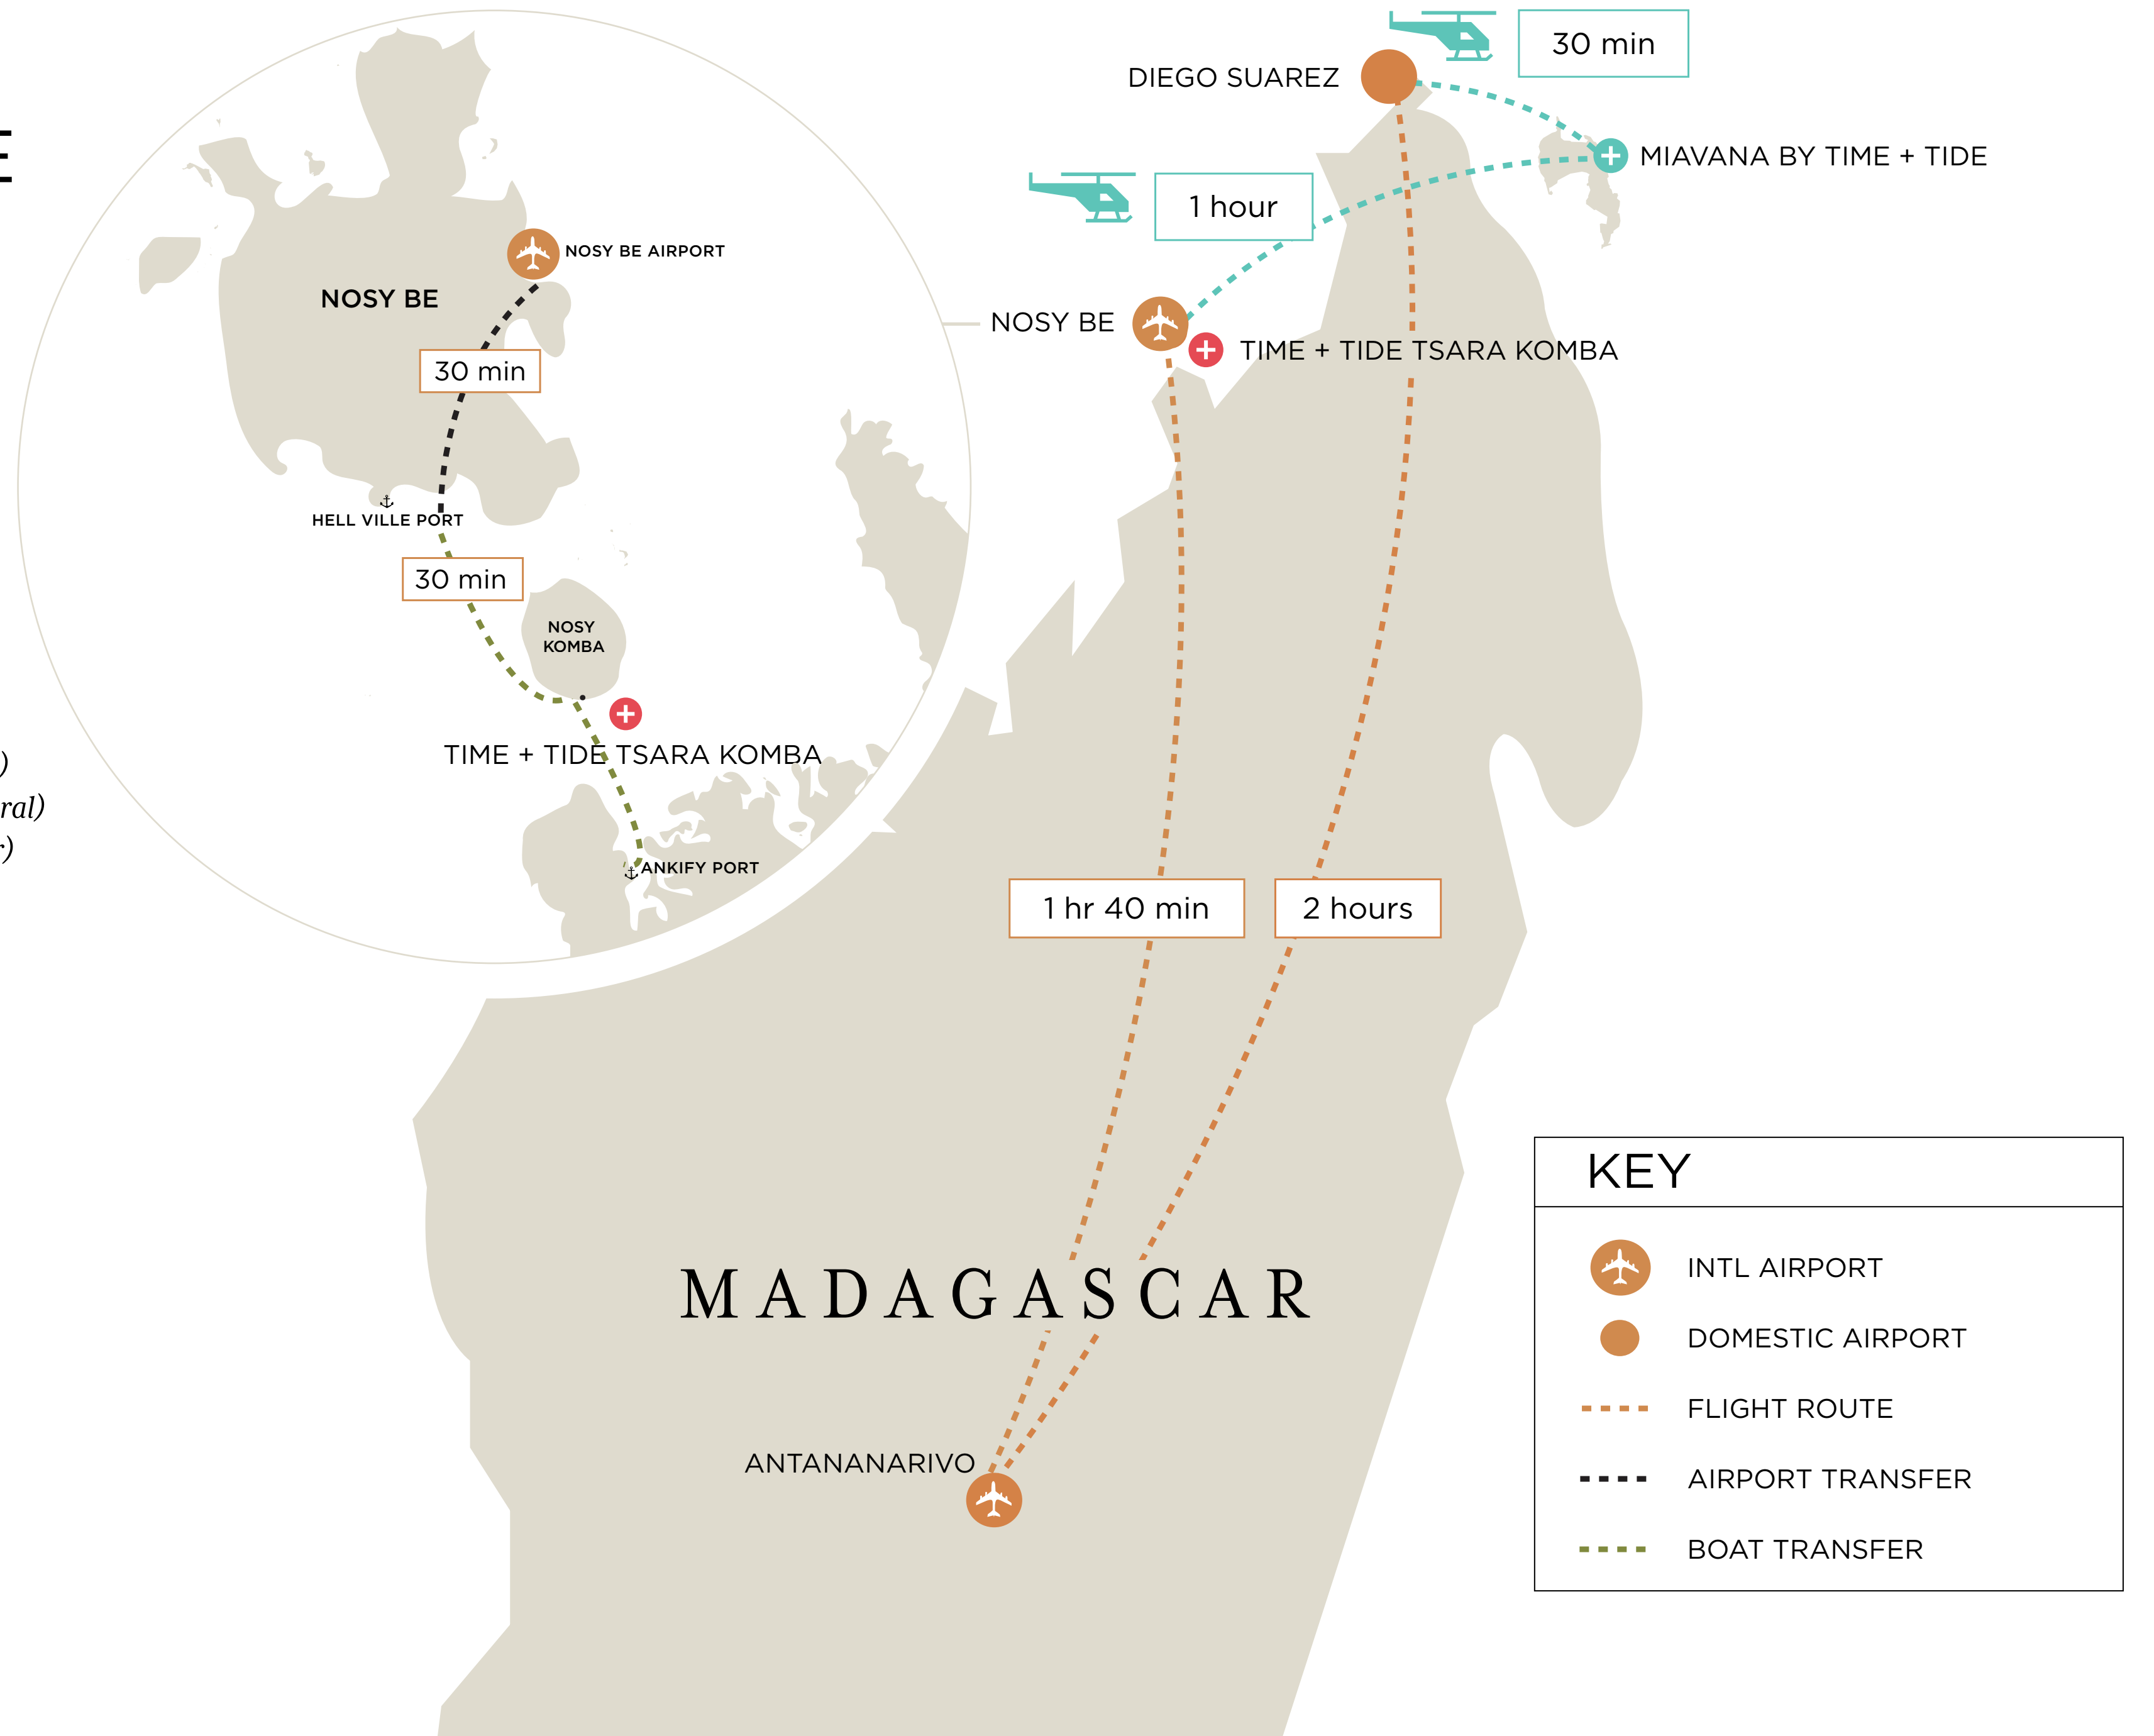 E
DIEGO SUAREZ
30 min
MIAVANA BY TIME + TIDE
1 hour
NOSY BE AIRPORT
NOSY BE
NOSY BE
TIME + TIDE TSARA KOMBA
30 min
HELL VILLE PORT
30 min
NOSY
KOMBA
TIME + TIDE TSARA KOMBA
ANKIFY PORT
)
ral)
r)
1 hr 40 min
2 hours
MADAGASCAR
ANTANANARIVO
KEY
INTL AIRPORT
DOMESTIC AIRPORT
FLIGHT ROUTE
AIRPORT TRANSFER
BOAT TRANSFER